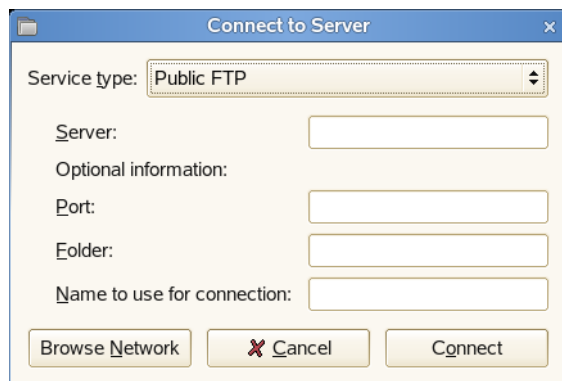 Connect to Server
Service type: Public FTP
Server:
Optional information:
Port:
Folder:
Name to use for connection:
Browse Network Cancel Connect